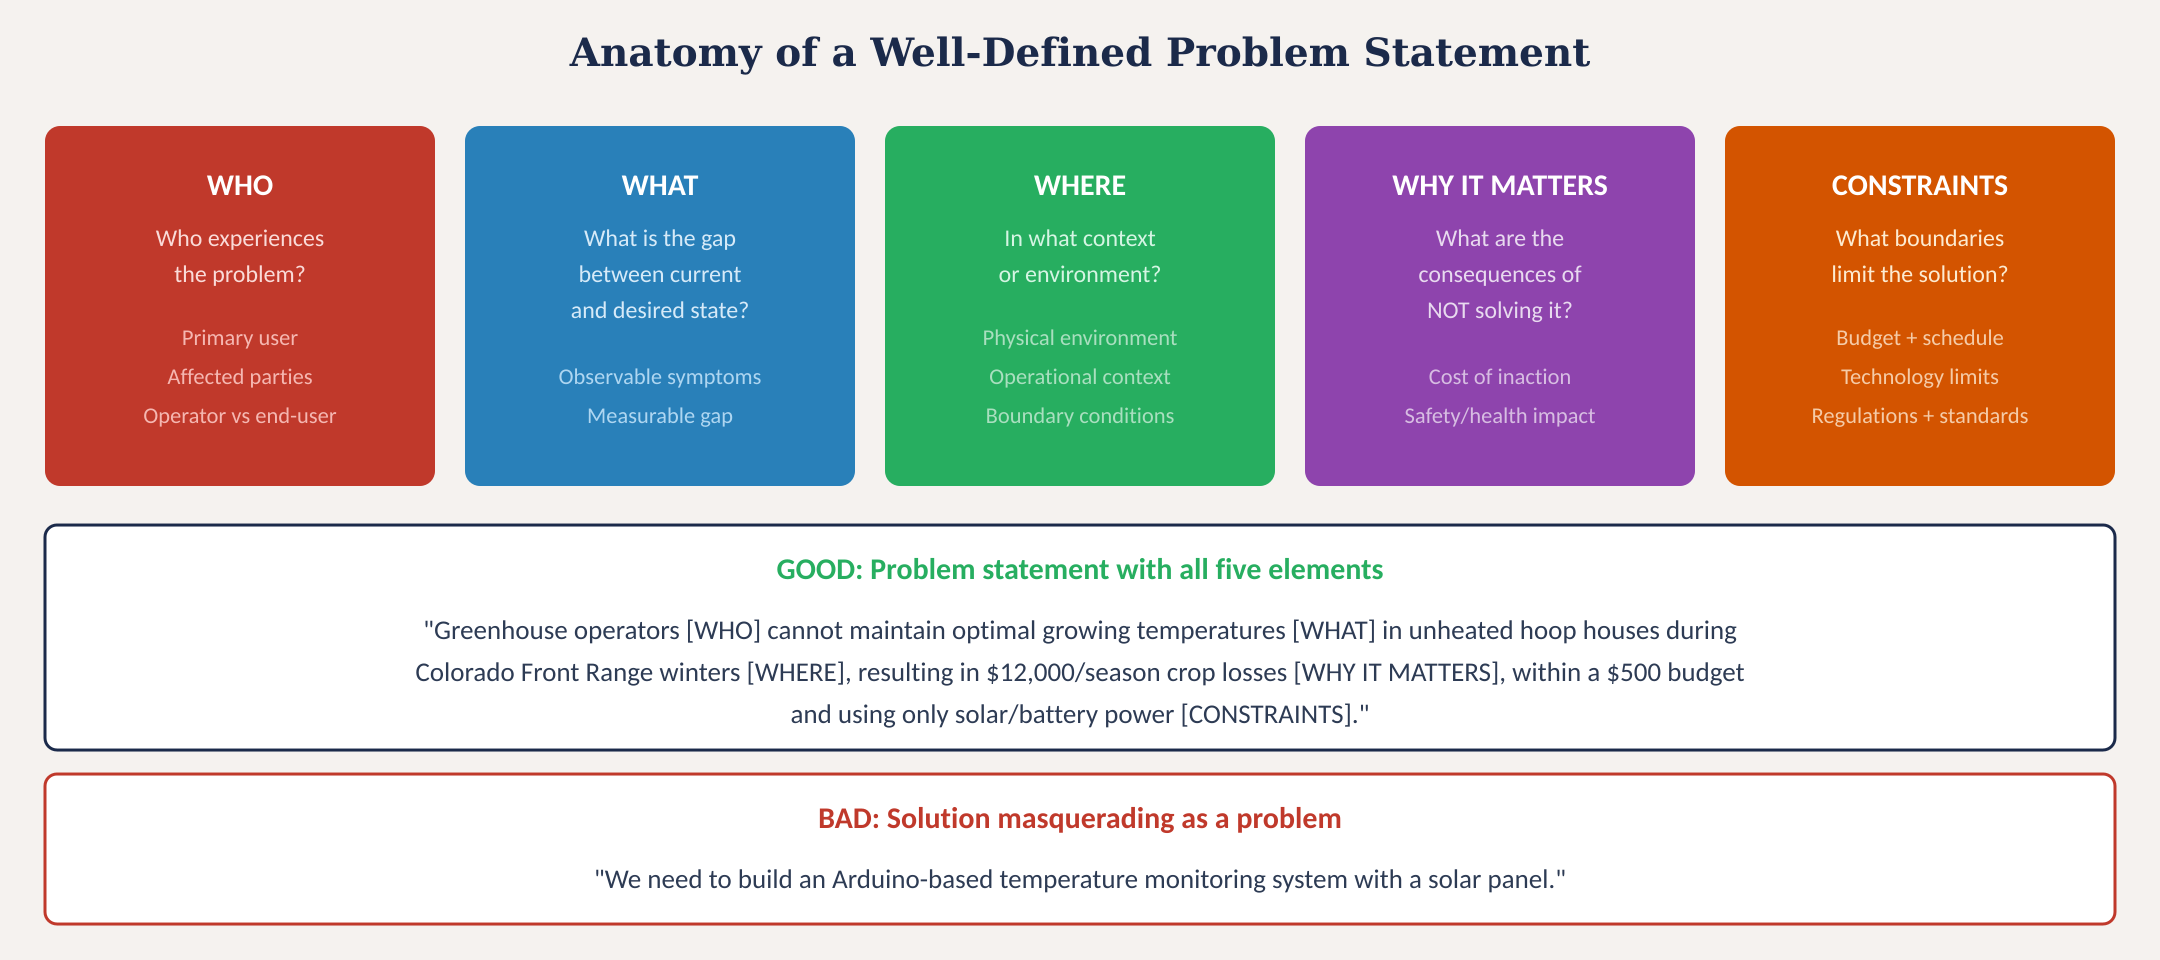 Anatomy of a Well-Defined Problem Statement
WHO
Who experiences
the problem?
Primary user
Affected parties
Operator vs end-user
WHAT
What is the gap
between current
and desired state?
Observable symptoms
Measurable gap
WHERE
In what context
or environment?
Physical environment
Operational context
Boundary conditions
WHY IT MATTERS
What are the
consequences of
NOT solving it?
Cost of inaction
Safety/health impact
CONSTRAINTS
What boundaries
limit the solution?
Budget + schedule
Technology limits
Regulations + standards
GOOD: Problem statement with all five elements
"Greenhouse operators [WHO] cannot maintain optimal growing temperatures [WHAT] in unheated hoop houses during
Colorado Front Range winters [WHERE], resulting in $12,000/season crop losses [WHY IT MATTERS], within a $500 budget
and using only solar/battery power [CONSTRAINTS]."
BAD: Solution masquerading as a problem
"We need to build an Arduino-based temperature monitoring system with a solar panel."